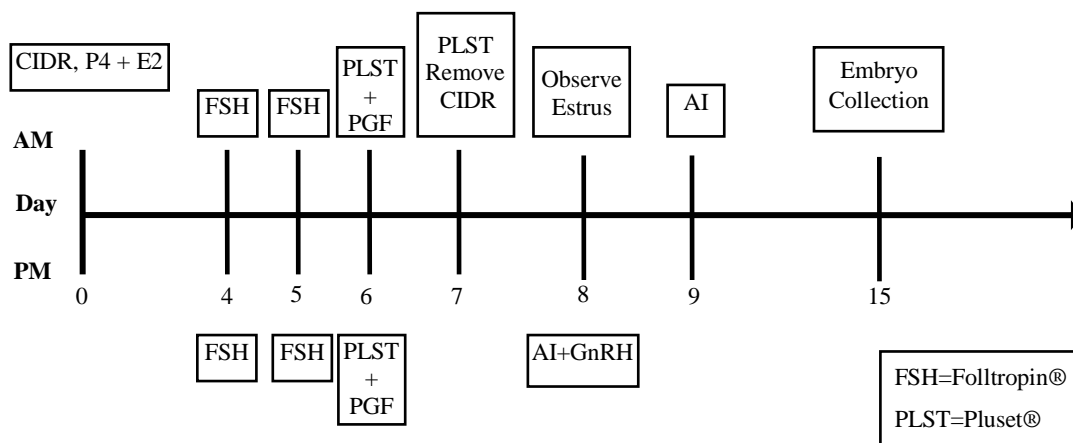 CIDR, P4 + E2
FSH
FSH
PLST
+
PGF
PLST
Remove
CIDR
Observe
Estrus
AI
Embryo
Collection
AM
Day
PM
0
4
5
6
7
8
9
15
FSH
FSH
PLST
+
PGF
AI+GnRH
FSH=Folltropin®
PLST=Pluset®